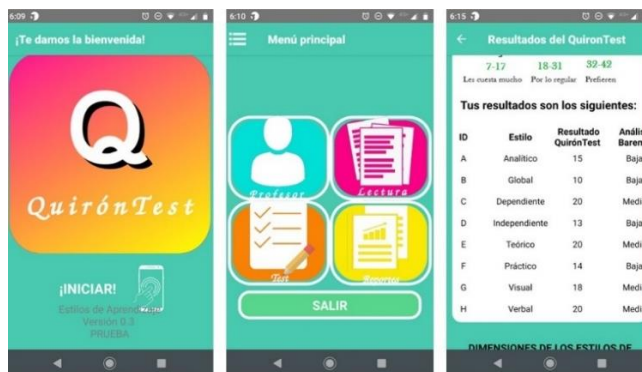 6:09
¡Te damos la bienvenida!
Q
QuirónTest
¡INICIAR!
Estilos de Aprendizaje
Versión 0.3
PRUEBA
6:10
Menú principal
Profesor
Lectura
Test
Reportes
SALIR
6:15
Resultados del QuironTest
7-17 18-31 32-42
Les cuesta mucho Por lo regular Prefieren
Tus resultados son los siguientes:
ID Estilo Resultado QuirónTest Anális Barem
A Analítico 15 Baja
B Global 10 Baja
C Dependiente 20 Medi
D Independiente 13 Baja
E Teórico 20 Medi
F Práctico 14 Baja
G Visual 18 Medi
H Verbal 20 Medi
DIMENSIONES DE LOS ESTILOS DE